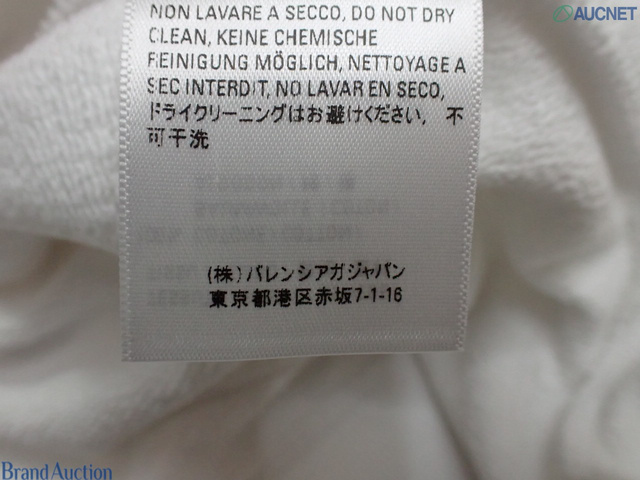 AUCNET
NON LAVARE A SECCO, DO NOT DRY
CLEAN, KEINE CHEMISCHE
REINIGUNG MÖGLICH, NETTOYAGE A
SEC INTERDIT, NO LAVAR EN SECO,
ドライクリーニングはお避けください, 不
可干洗
(株)バレンシアガジャパン
東京都港区赤坂7-1-16
Brand Auction